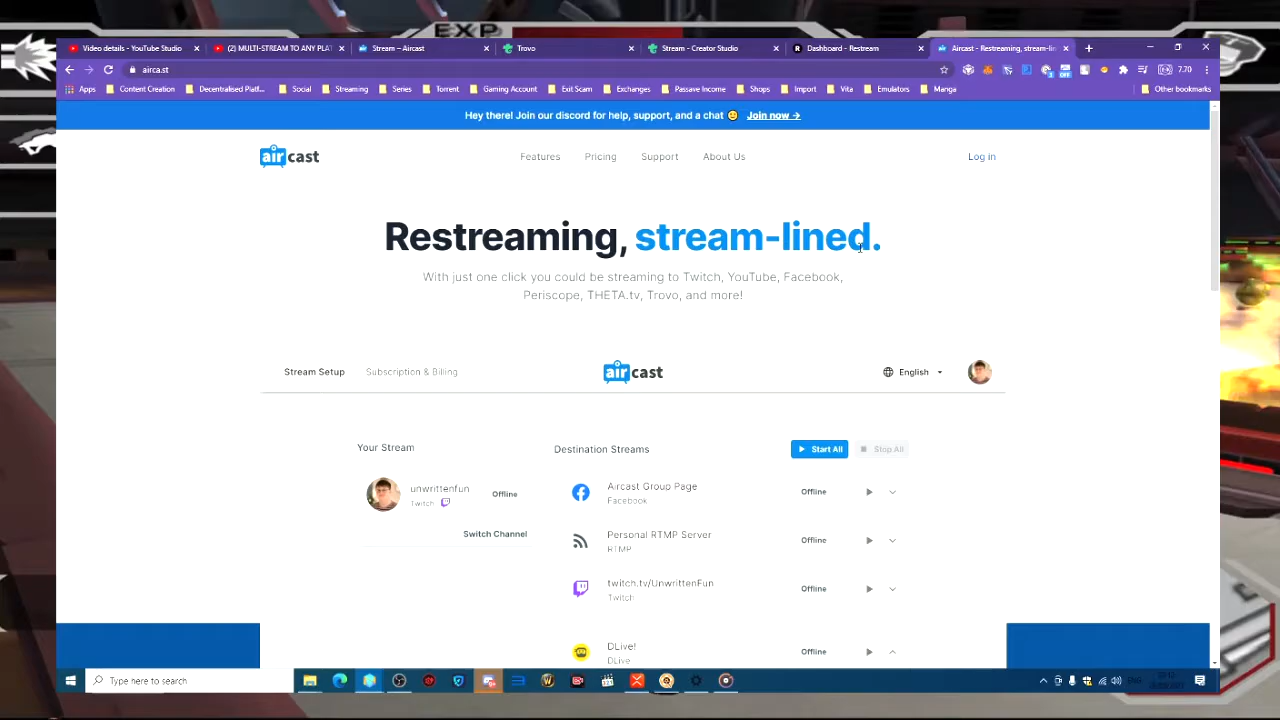 EXP
Video details - YouTube Studio
(2) MULTI-STREAM TO ANY PLAT
Stream – Aircast
Trovo
Stream - Creator Studio
Dashboard - Restream
Aircast - Restreaming, stream-lin
airca.st
7.70
Apps
Content Creation
Decentralised Platf...
Social
Streaming
Series
Torrent
Gaming Account
Exit Scam
Exchanges
Passave Income
Shops
Import
Vita
Emulators
Manga
Other bookmarks
Hey there! Join our discord for help, support, and a chat 😉 Join now →
aircast
Features
Pricing
Support
About Us
Log in
Restreaming, stream-lined.
With just one click you could be streaming to Twitch, YouTube, Facebook,
Periscope, THETA.tv, Trovo, and more!
Stream Setup
Subscription & Billing
aircast
English
Your Stream
Destination Streams
Start All
Stop All
unwrittenfun
Twitch
Offline
Switch Channel
Aircast Group Page
Facebook
Offline
Personal RTMP Server
RTMP
Offline
twitch.tv/UnwrittenFun
Twitch
Offline
DLive!
DLive
Offline
Type here to search
ENG